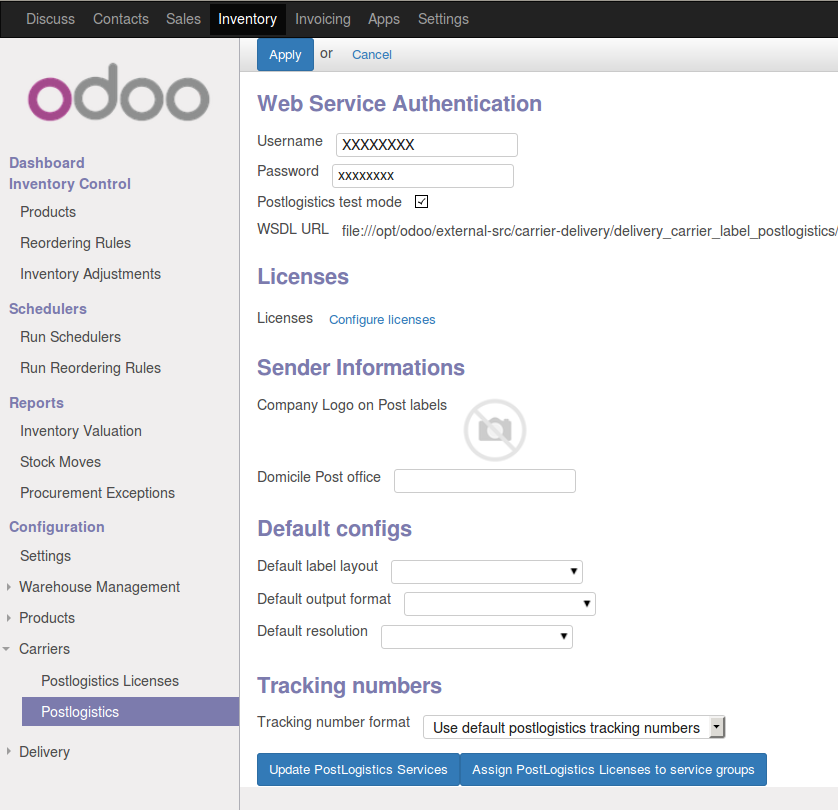 Discuss Contacts Sales Inventory Invoicing Apps Settings
odoo
Dashboard
Inventory Control
Products
Reordering Rules
Inventory Adjustments
Schedulers
Run Schedulers
Run Reordering Rules
Reports
Inventory Valuation
Stock Moves
Procurement Exceptions
Configuration
Settings
Warehouse Management
Products
Carriers
Postlogistics Licenses
Postlogistics
Delivery
Apply or Cancel
Web Service Authentication
Username XXXXXXXX
Password xxxxxxxx
Postlogistics test mode
WSDL URL file:///opt/odoo/external-src/carrier-delivery/delivery_carrier_label_postlogistics/
Licenses
Licenses Configure licenses
Sender Informations
Company Logo on Post labels
Domicile Post office
Default configs
Default label layout
Default output format
Default resolution
Tracking numbers
Tracking number format Use default postlogistics tracking numbers
Update PostLogistics Services Assign PostLogistics Licenses to service groups